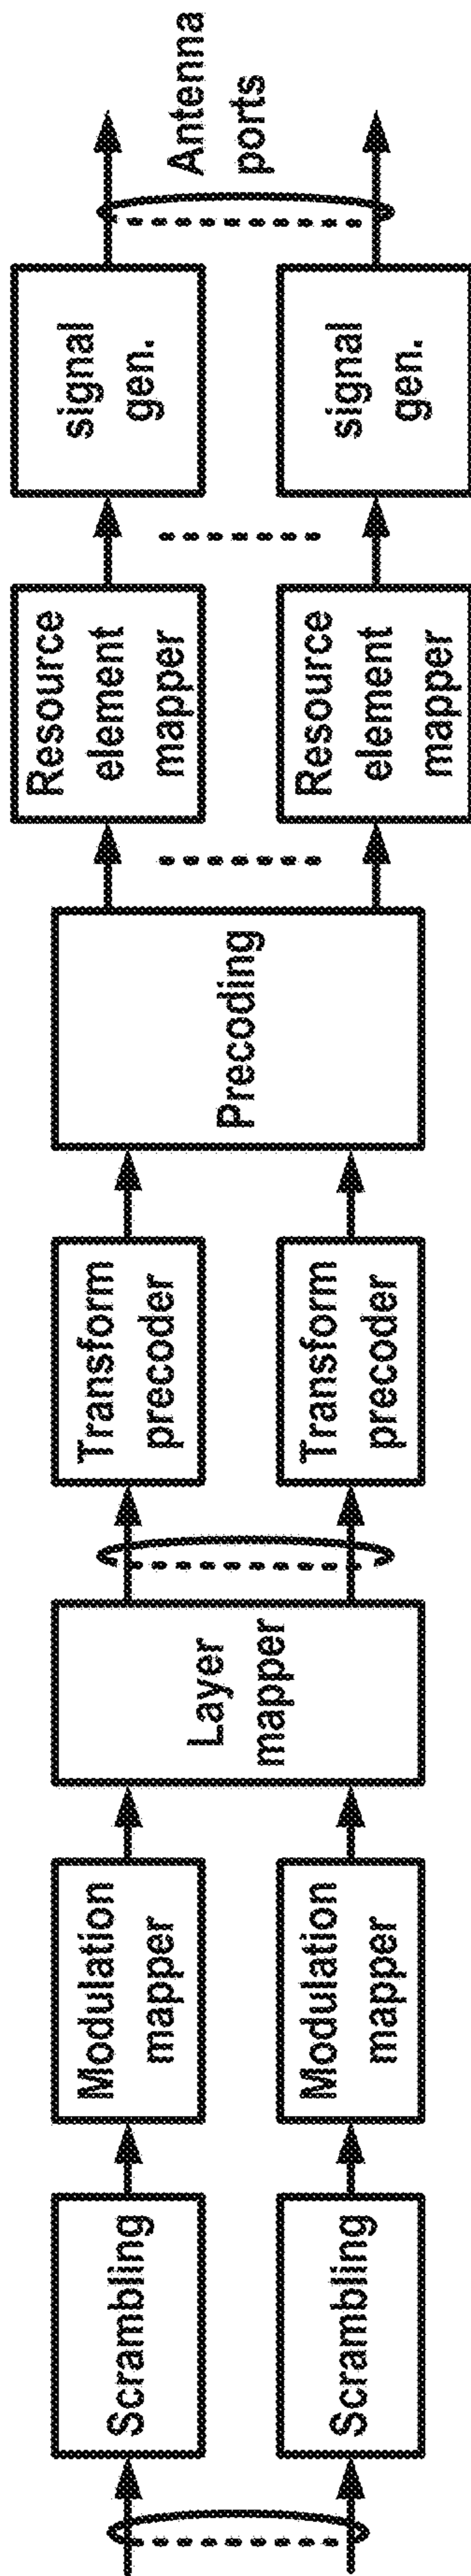 Scrambling
Scrambling
Modulation
mapper
Modulation
mapper
Layer
mapper
Transform
precoder
Transform
precoder
Precoding
Resource
element
mapper
Resource
element
mapper
signal
gen.
signal
gen.
Antenna
ports